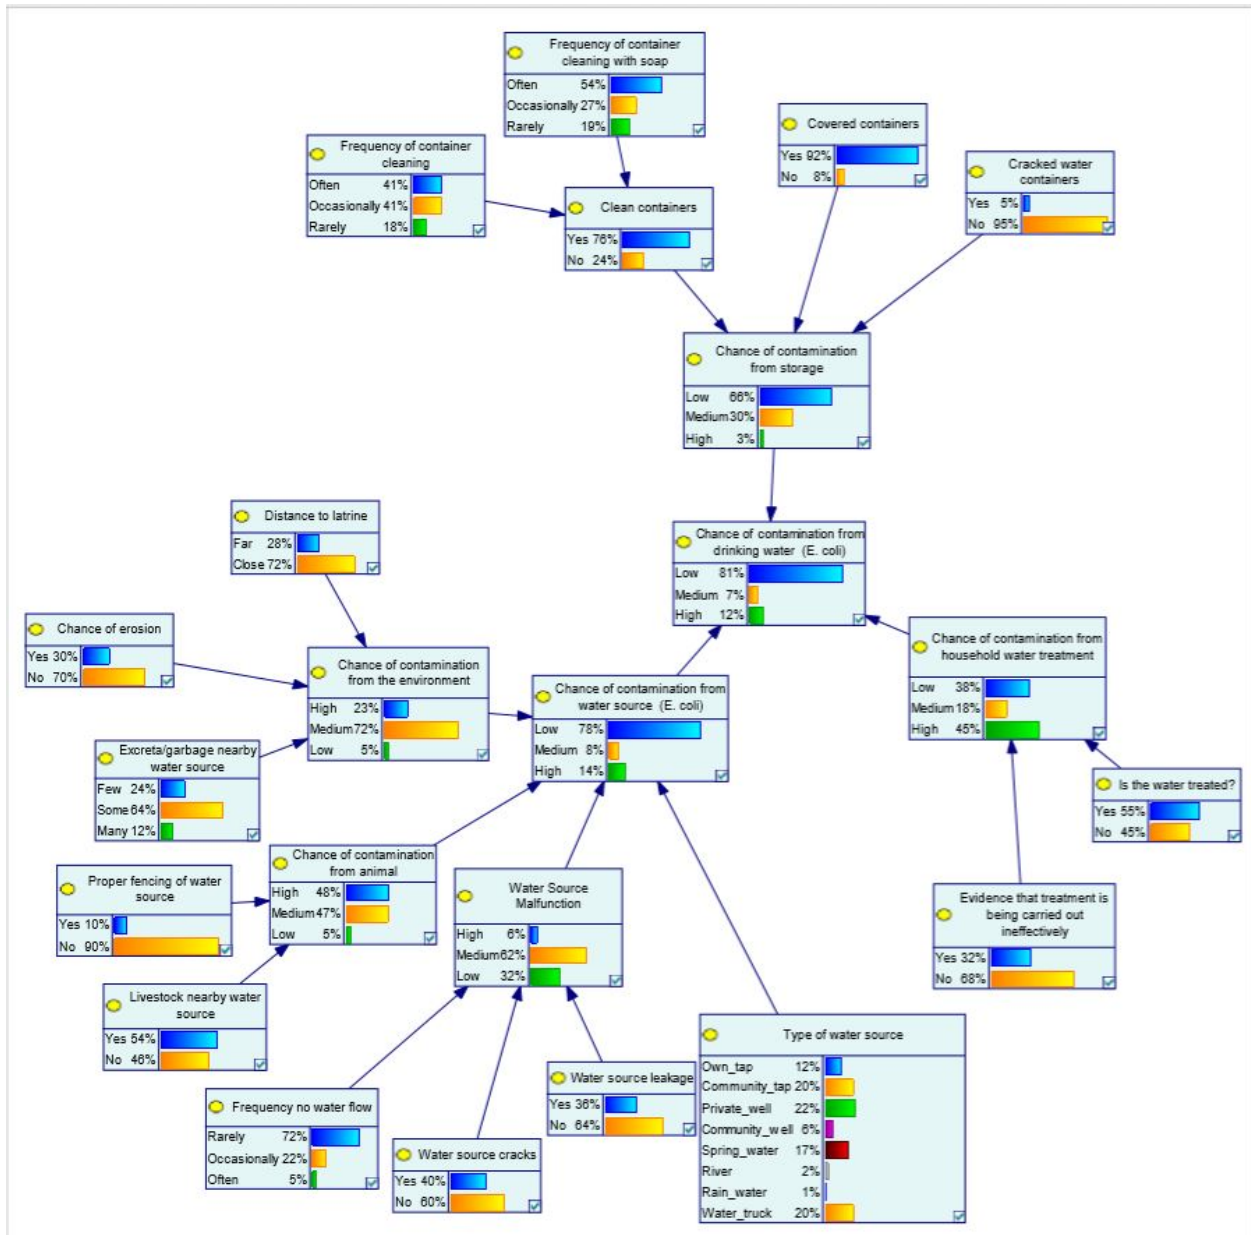 Frequency of container
cleaning with soap
Often 54%
Occasionally 27%
Rarely 19%
Covered containers
Yes 92%
No 8%
Frequency of container
cleaning
Often 41%
Occasionally 41%
Rarely 18%
Cracked water
containers
Yes 5%
No 95%
Clean containers
Yes 76%
No 24%
Chance of contamination
from storage
Low 66%
Medium 30%
High 3%
Distance to latrine
Far 28%
Close 72%
Chance of contamination from
drinking water (E. coli)
Low 81%
Medium 7%
High 12%
Chance of erosion
Yes 30%
No 70%
Chance of contamination
from the environment
High 23%
Medium 72%
Low 5%
Chance of contamination from
water source (E. coli)
Low 78%
Medium 8%
High 14%
Chance of contamination from
household water treatment
Low 38%
Medium 18%
High 45%
Excreta/garbage nearby
water source
Few 24%
Some 64%
Many 12%
Is the water treated?
Yes 55%
No 45%
Chance of contamination
from animal
High 48%
Medium 47%
Low 5%
Proper fencing of water
source
Yes 10%
No 90%
Water Source
Malfunction
High 6%
Medium 62%
Low 32%
Evidence that treatment is
being carried out
ineffectively
Yes 32%
No 68%
Livestock nearby water
source
Yes 54%
No 46%
Type of water source
Own_tap 12%
Community_tap 20%
Private_well 22%
Community_well 6%
Spring_water 17%
River 2%
Rain_water 1%
Water_truck 20%
Water source leakage
Yes 36%
No 64%
Frequency no water flow
Rarely 72%
Occasionally 22%
Often 5%
Water source cracks
Yes 40%
No 60%